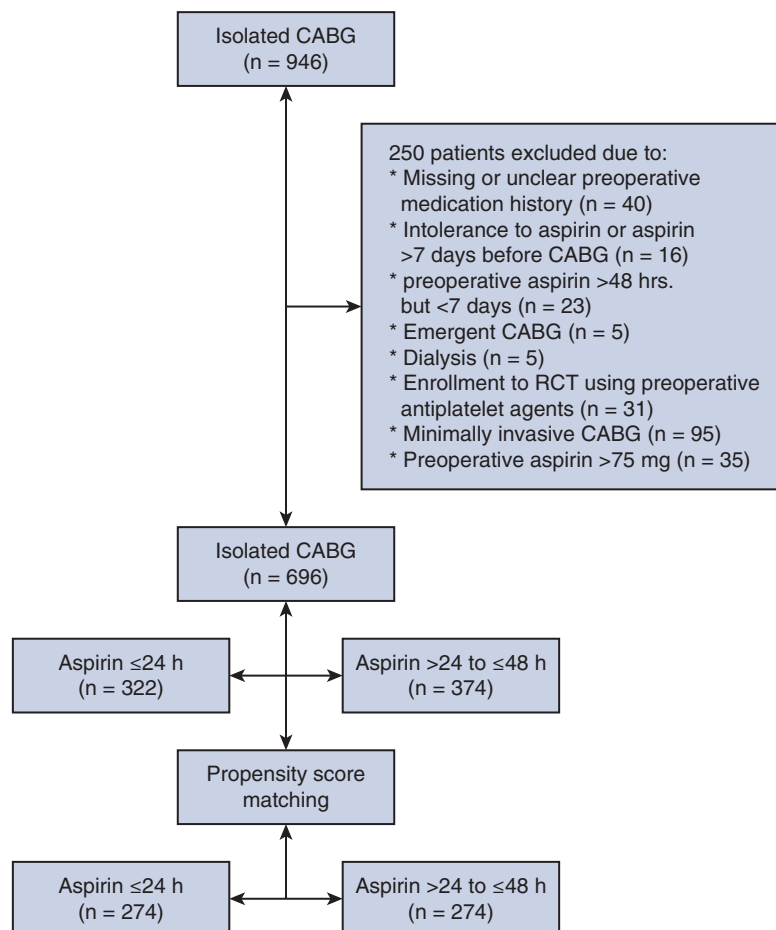 Isolated CABG
(n = 946)
250 patients excluded due to:
* Missing or unclear preoperative
medication history (n = 40)
* Intolerance to aspirin or aspirin
>7 days before CABG (n = 16)
* preoperative aspirin >48 hrs.
but <7 days (n = 23)
* Emergent CABG (n = 5)
* Dialysis (n = 5)
* Enrollment to RCT using preoperative
antiplatelet agents (n = 31)
* Minimally invasive CABG (n = 95)
* Preoperative aspirin >75 mg (n = 35)
Isolated CABG
(n = 696)
Aspirin ≤24 h
(n = 322)
Aspirin >24 to ≤48 h
(n = 374)
Propensity score
matching
Aspirin ≤24 h
(n = 274)
Aspirin >24 to ≤48 h
(n = 274)